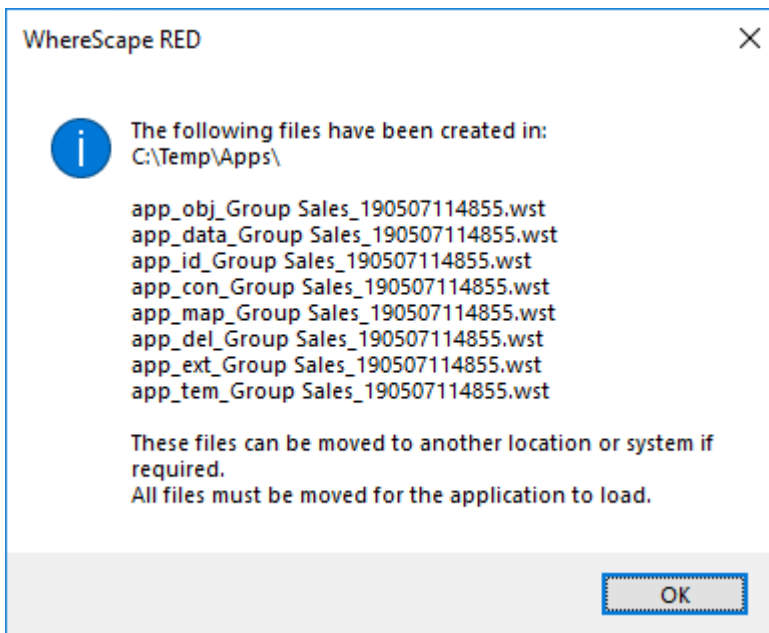 WhereScape RED
The following files have been created in:
C:\Temp\Apps\
app_obj_Group Sales_190507114855.wst
app_data_Group Sales_190507114855.wst
app_id_Group Sales_190507114855.wst
app_con_Group Sales_190507114855.wst
app_map_Group Sales_190507114855.wst
app_del_Group Sales_190507114855.wst
app_ext_Group Sales_190507114855.wst
app_tem_Group Sales_190507114855.wst
These files can be moved to another location or system if
required.
All files must be moved for the application to load.
OK